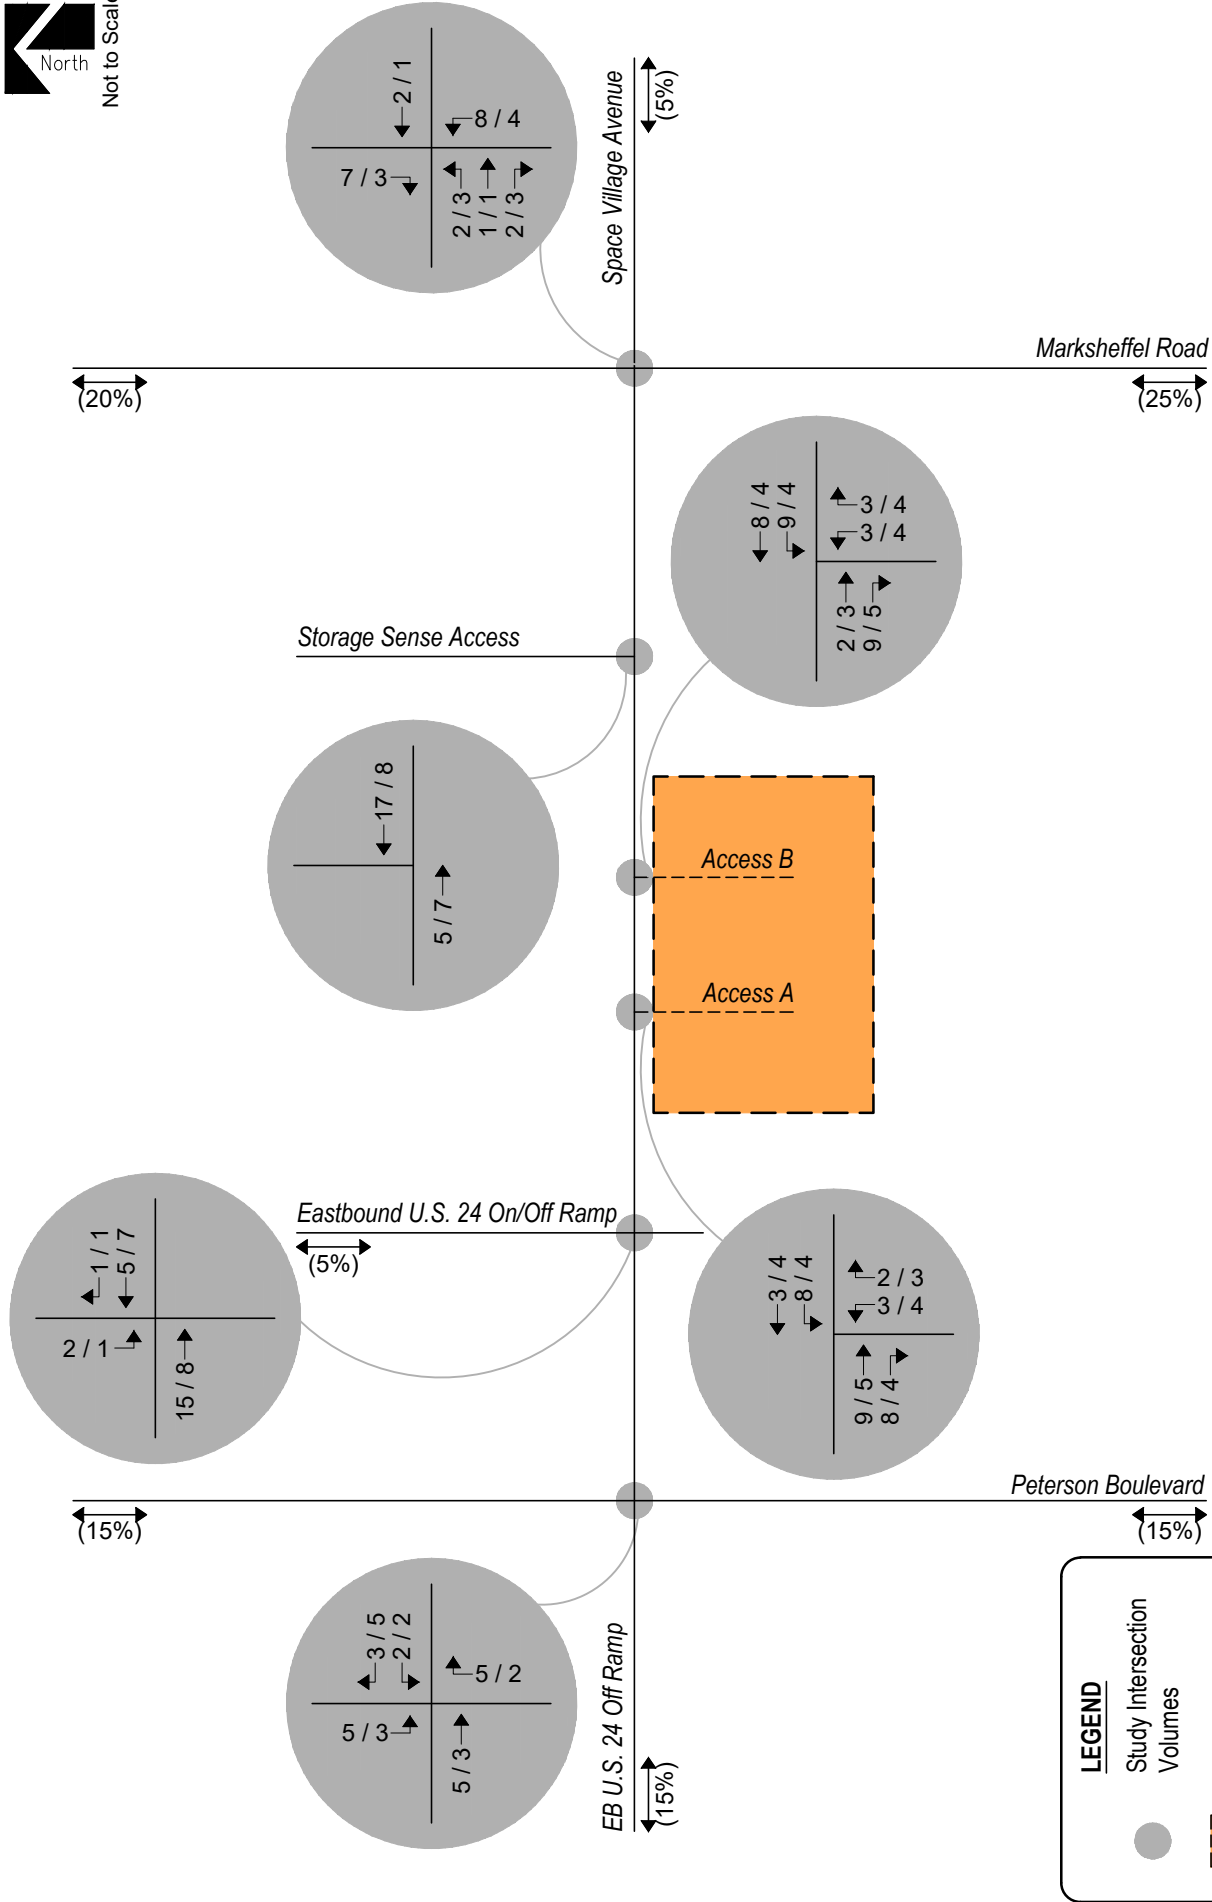 North
Not to Scale
2 / 1
7 / 3
8 / 4
2 / 3
1 / 1
2 / 3
Space Village Avenue
(5%)
Marksheffel Road
(20%)
(25%)
8 / 4
9 / 4
3 / 4
3 / 4
2 / 3
9 / 5
Storage Sense Access
17 / 8
5 / 7
Access B
Access A
Eastbound U.S. 24 On/Off Ramp
(5%)
1 / 1
5 / 7
2 / 1
15 / 8
3 / 4
8 / 4
2 / 3
3 / 4
9 / 5
8 / 4
Peterson Boulevard
(15%)
(15%)
3 / 5
2 / 2
5 / 2
5 / 3
5 / 3
EB U.S. 24 Off Ramp
(15%)
LEGEND
Study Intersection
Volumes